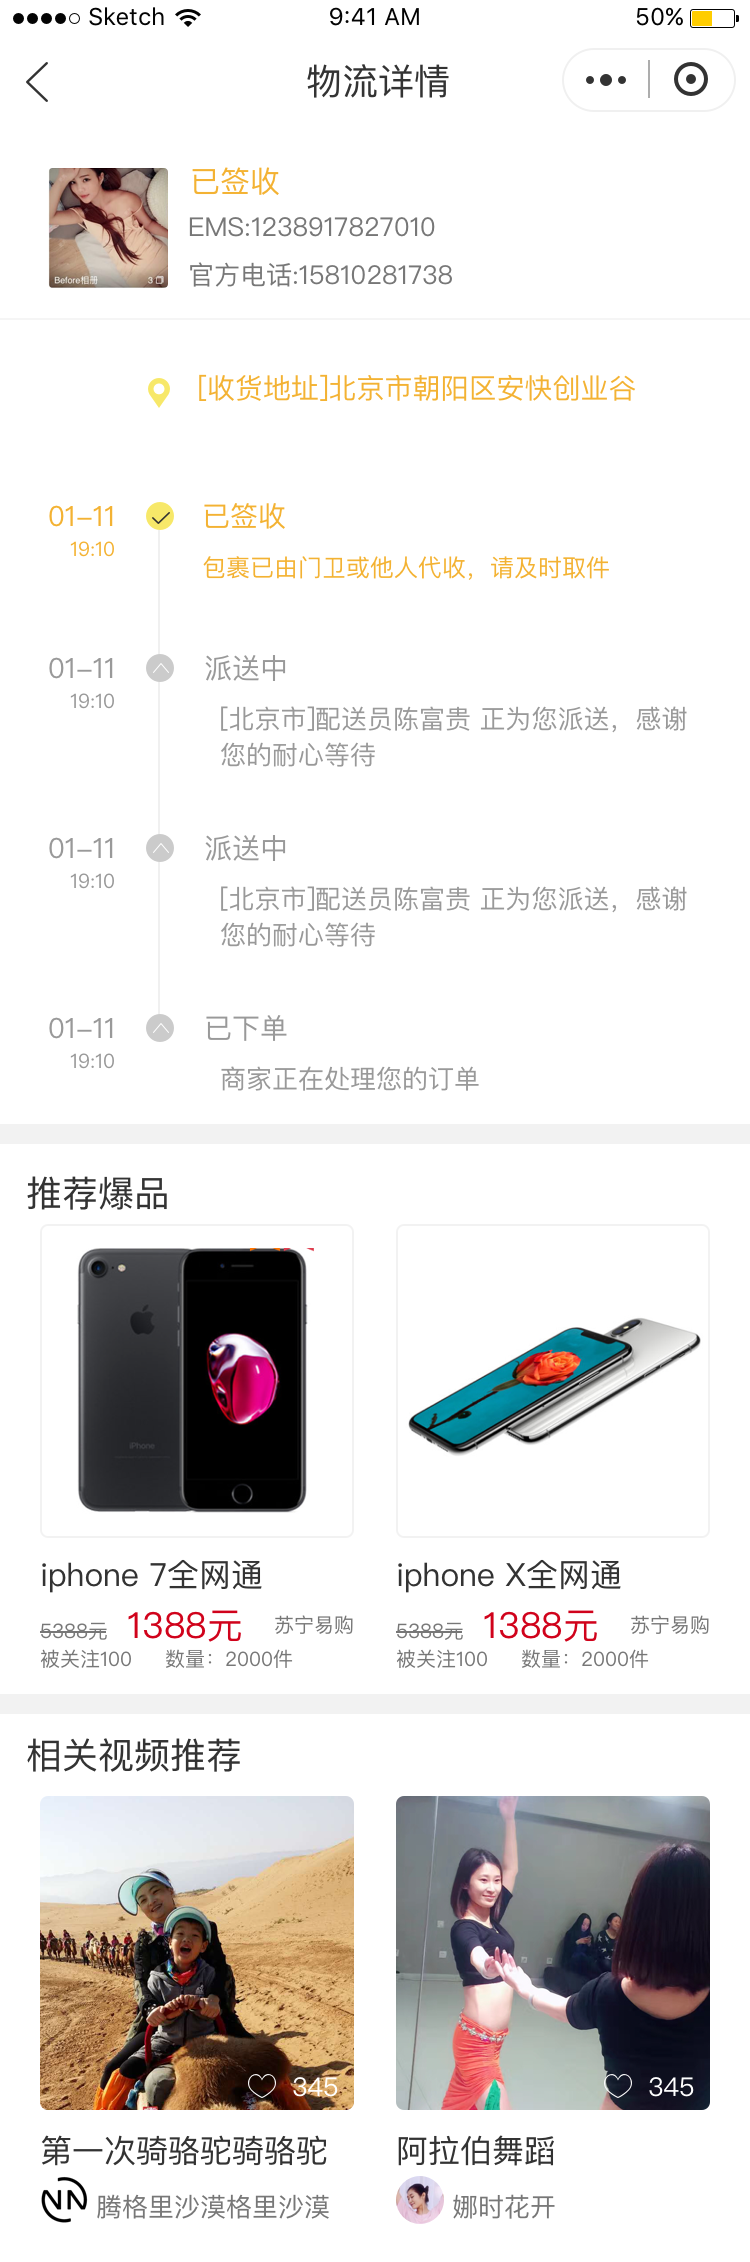 Sketch 9:41 AM 50%
物流详情
已签收
EMS:1238917827010
官方电话:15810281738
Before相册 3
[收货地址]北京市朝阳区安快创业谷
01-11 已签收
19:10
包裹已由门卫或他人代收，请及时取件
01-11 派送中
19:10
[北京市]配送员陈富贵 正为您派送，感谢
您的耐心等待
01-11 派送中
19:10
[北京市]配送员陈富贵 正为您派送，感谢
您的耐心等待
01-11 已下单
19:10
商家正在处理您的订单
推荐爆品
iPhone
iphone 7全网通
5388元 1388元 苏宁易购
被关注100 数量：2000件
iphone X全网通
5388元 1388元 苏宁易购
被关注100 数量：2000件
相关视频推荐
345
第一次骑骆驼骑骆驼
腾格里沙漠格里沙漠
345
阿拉伯舞蹈
娜时花开